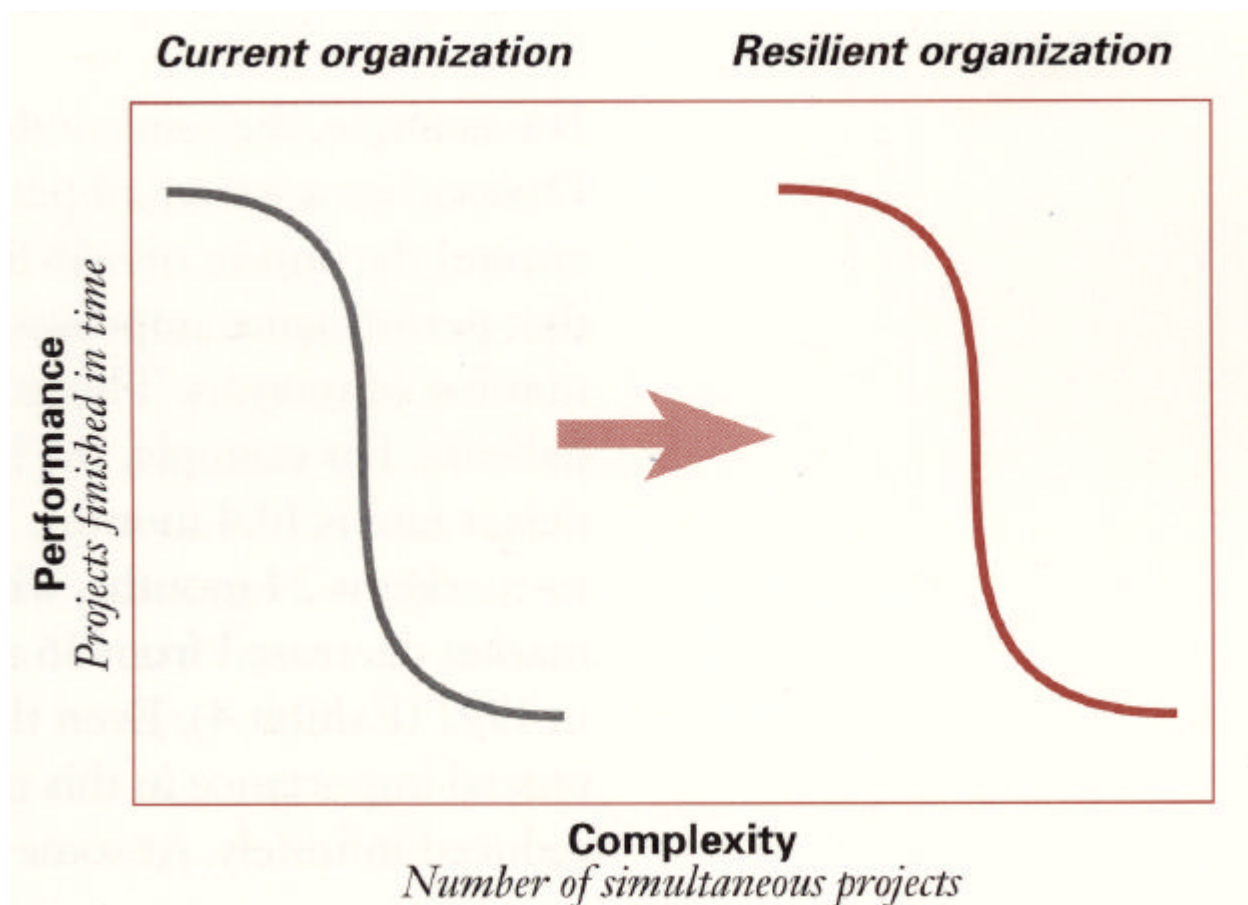 Current organization
Resilient organization
Performance
Projects finished in time
Complexity
Number of simultaneous projects